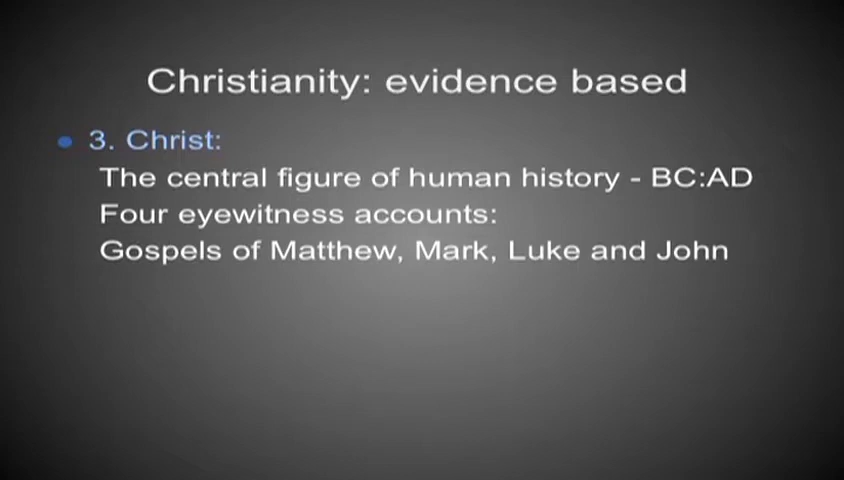 Christianity: evidence based
3. Christ:
The central figure of human history - BC:AD
Four eyewitness accounts:
Gospels of Matthew, Mark, Luke and John